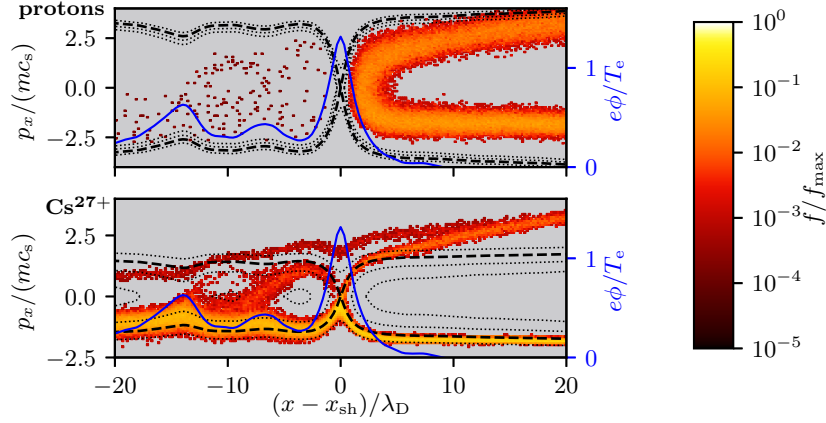 protons
2.5
0.0
−2.5
p_x/(mc_s)
1
0
eϕ/T_e
Cs^{27+}
2.5
0.0
−2.5
p_x/(mc_s)
1
0
eϕ/T_e
−20
−10
0
10
20
(x − x_sh)/λ_D
10^0
10^{−1}
10^{−2}
10^{−3}
10^{−4}
10^{−5}
f/f_max